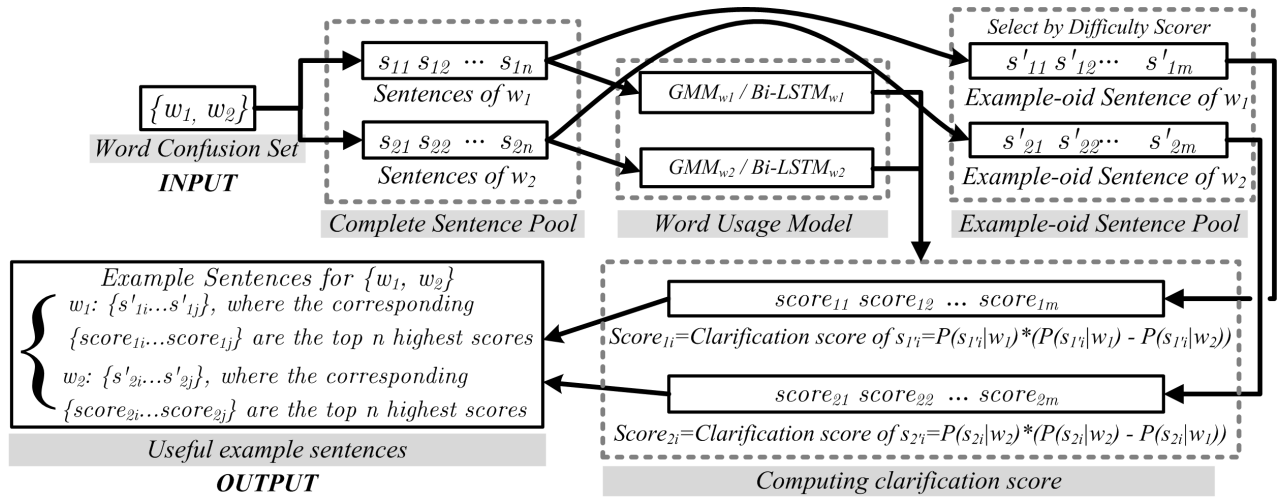 {w1, w2}
Word Confusion Set
INPUT
s11 s12 ··· s1n
Sentences of w1
s21 s22 ··· s2n
Sentences of w2
Complete Sentence Pool
GMMw1 / Bi-LSTMw1
GMMw2 / Bi-LSTMw2
Word Usage Model
Select by Difficulty Scorer
s'11 s'12··· s'1m
Example-oid Sentence of w1
s'21 s'22··· s'2m
Example-oid Sentence of w2
Example-oid Sentence Pool
Example Sentences for {w1, w2}
w1: {s'1i...s'1j}, where the corresponding
{score1i...score1j} are the top n highest scores
w2: {s'2i...s'2j}, where the corresponding
{score2i...score2j} are the top n highest scores
Useful example sentences
OUTPUT
score11 score12 ... score1m
Score1i=Clarification score of s1'i=P(s1'i|w1)*(P(s1'i|w1) - P(s1'i|w2))
score21 score22 ... score2m
Score2i=Clarification score of s2'i=P(s2i|w2)*(P(s2i|w2) - P(s2i|w1))
Computing clarification score